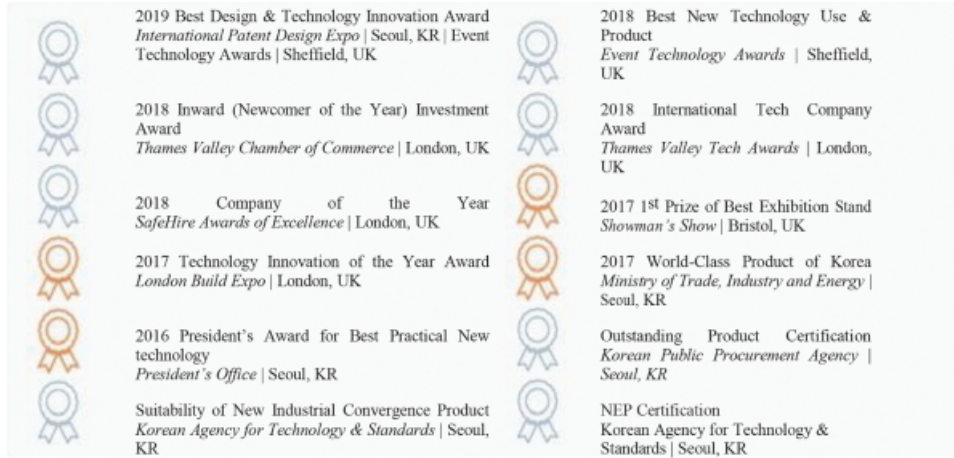 2019 Best Design & Technology Innovation Award
International Patent Design Expo | Seoul, KR | Event
Technology Awards | Sheffield, UK
2018 Inward (Newcomer of the Year) Investment
Award
Thames Valley Chamber of Commerce | London, UK
2018 Company of the Year
SafeHire Awards of Excellence | London, UK
2017 Technology Innovation of the Year Award
London Build Expo | London, UK
2016 President's Award for Best Practical New
technology
President's Office | Seoul, KR
Suitability of New Industrial Convergence Product
Korean Agency for Technology & Standards | Seoul,
KR
2018 Best New Technology Use &
Product
Event Technology Awards | Sheffield,
UK
2018 International Tech Company
Award
Thames Valley Tech Awards | London,
UK
2017 1st Prize of Best Exhibition Stand
Showman's Show | Bristol, UK
2017 World-Class Product of Korea
Ministry of Trade, Industry and Energy |
Seoul, KR
Outstanding Product Certification
Korean Public Procurement Agency |
Seoul, KR
NEP Certification
Korean Agency for Technology &
Standards | Seoul, KR